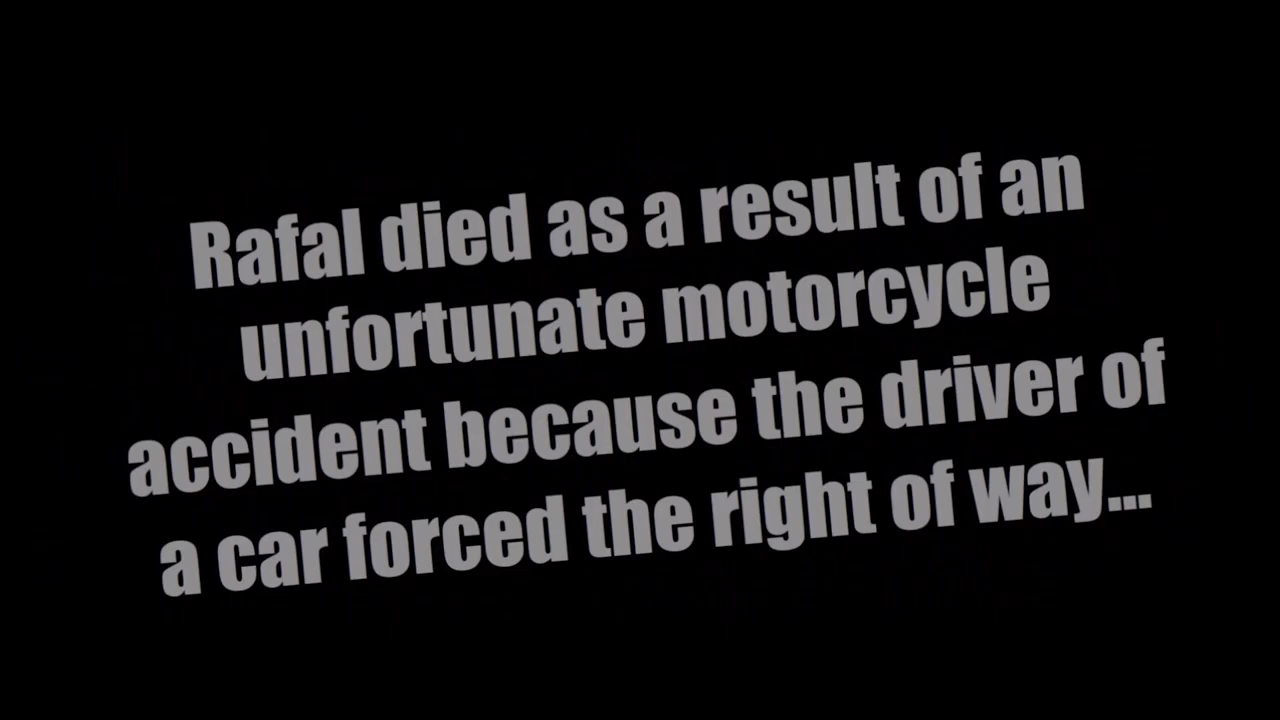 Rafal died as a result of an
unfortunate motorcycle
accident because the driver of
a car forced the right of way...